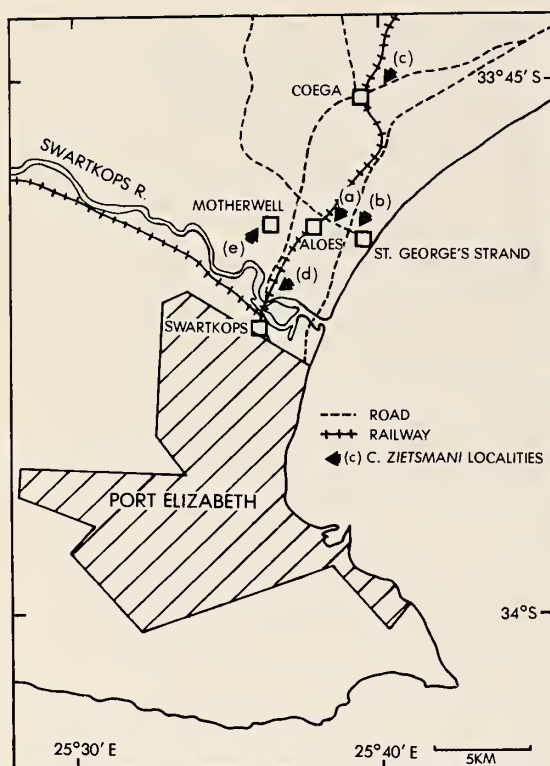 (c)
33°45' S
COEGA
SWARTKOPS R.
MOTHERWELL
(a)
(b)
(e)
ALOES
ST. GEORGE'S STRAND
(d)
SWARTKOPS
ROAD
RAILWAY
(c) C. ZIETSMANI LOCALITIES
PORT ELIZABETH
34°S
25°30' E
25°40' E
5KM